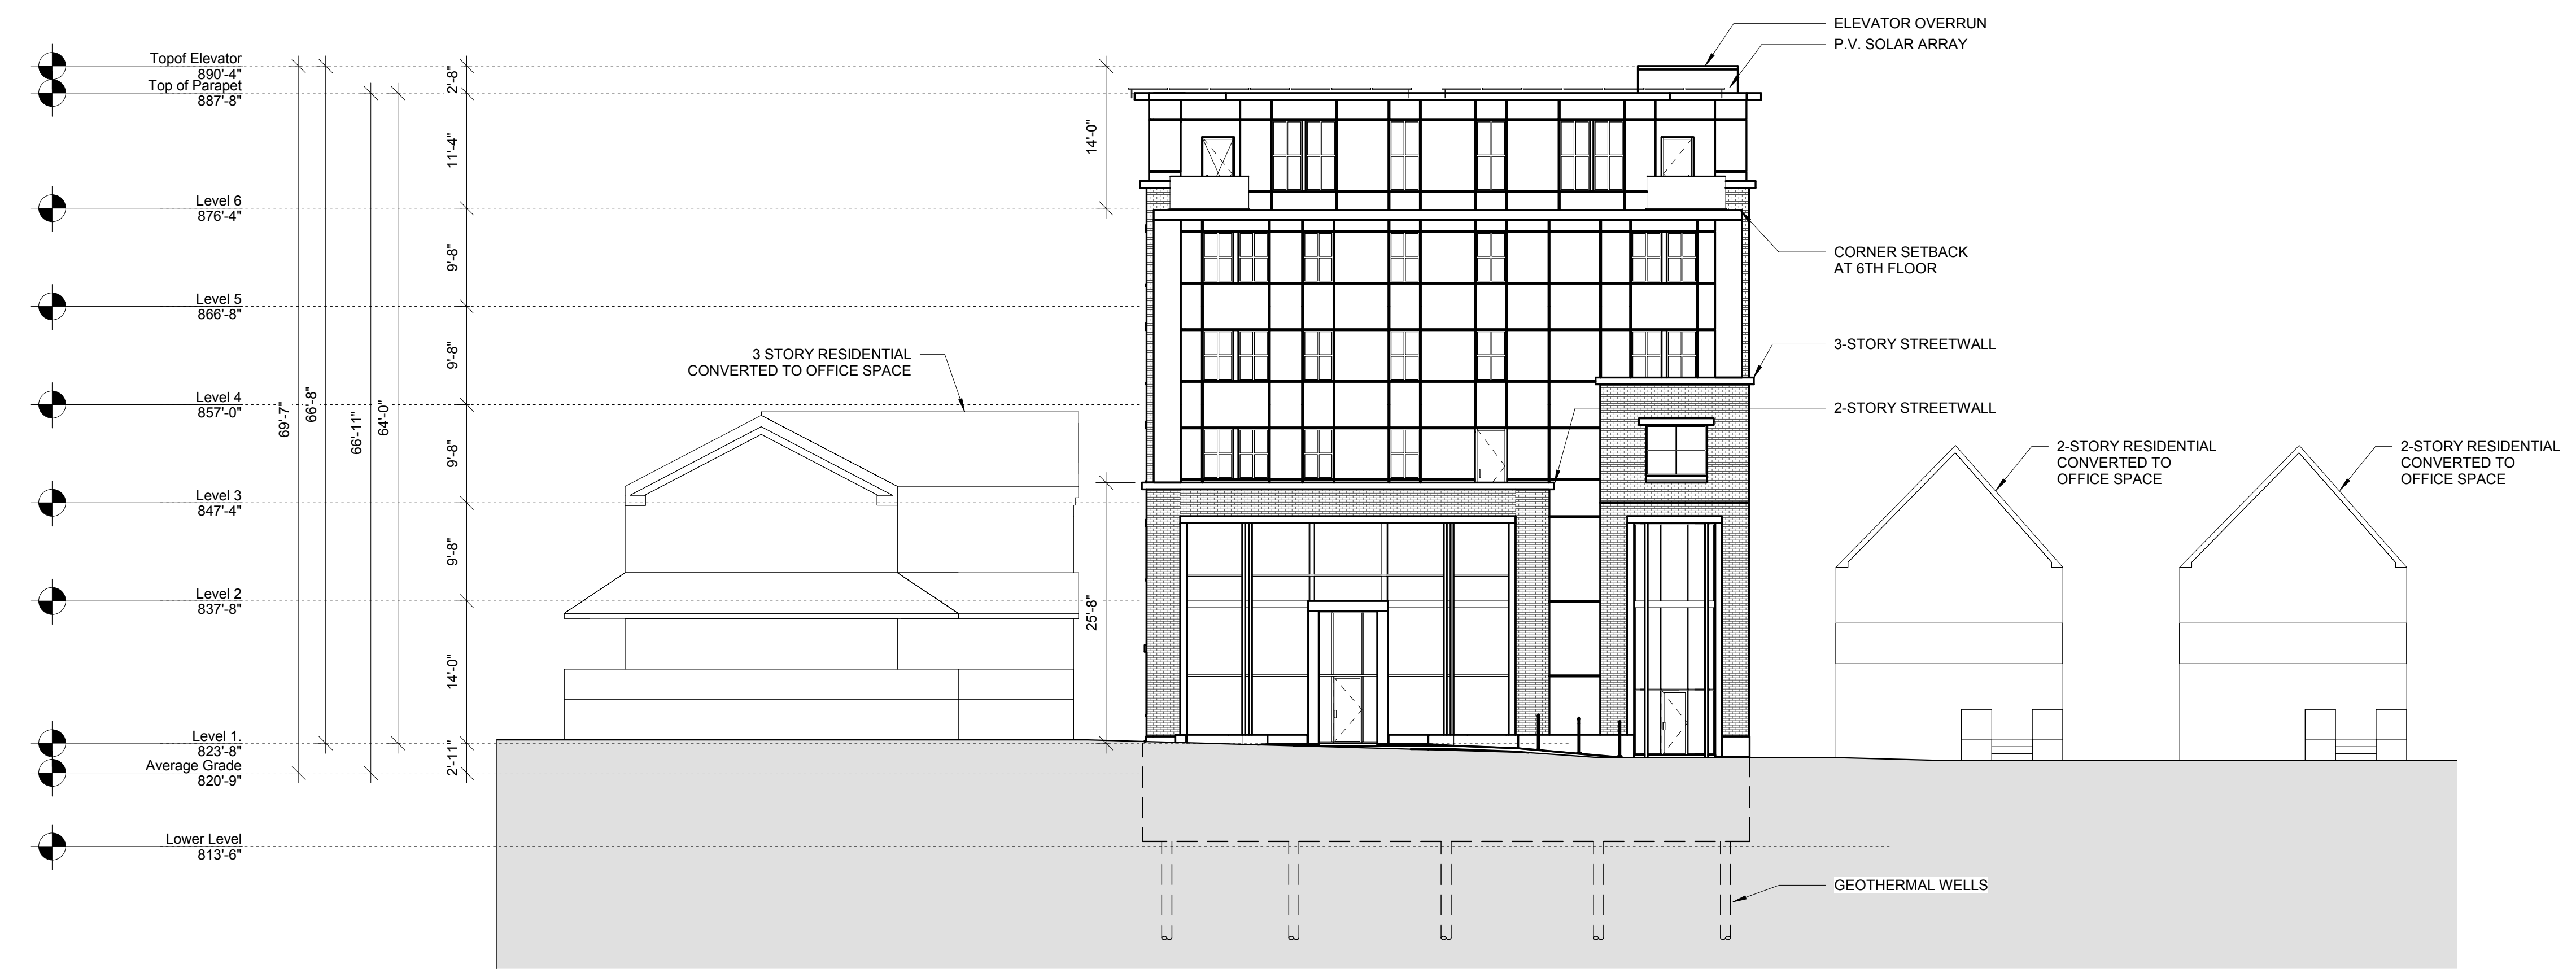 ELEVATOR OVERRUN
P.V. SOLAR ARRAY
Topof Elevator
890'-4"
Top of Parapet
887'-8"
2'-8"
11'-4"
14'-0"
Level 6
876'-4"
CORNER SETBACK
AT 6TH FLOOR
9'-8"
Level 5
866'-8"
9'-8"
3-STORY STREETWALL
3 STORY RESIDENTIAL
CONVERTED TO OFFICE SPACE
Level 4
857'-0"
69'-7"
66'-8"
66'-11"
64'-0"
2-STORY STREETWALL
9'-8"
2-STORY RESIDENTIAL
CONVERTED TO
OFFICE SPACE
2-STORY RESIDENTIAL
CONVERTED TO
OFFICE SPACE
Level 3
847'-4"
9'-8"
Level 2
837'-8"
25'-8"
14'-0"
Level 1.
823'-8"
Average Grade
820'-9"
2'-11"
Lower Level
813'-6"
GEOTHERMAL WELLS